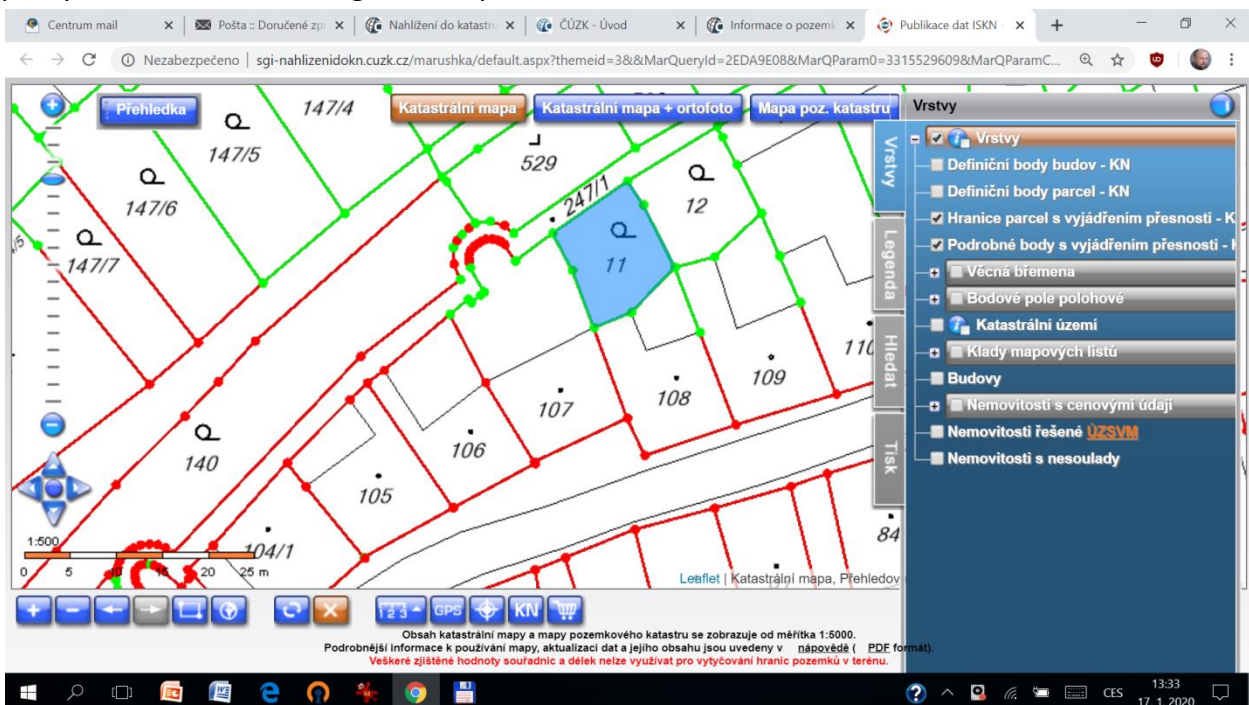 Centrum mail
Pošta :: Doručené zp
Nahlížení do katastru
ČÚZK - Úvod
Informace o pozemk
Publikace dat ISKN -
Nezabezpečeno | sgi-nahlizenidokn.cuzk.cz/marushka/default.aspx?themeid=3&&MarQueryId=2EDA9E08&MarQParam0=3315529609&MarQParamC...
Přehledka
Katastrální mapa
Katastrální mapa + ortofoto
Mapa poz. katastru
Vrstvy
147/4
147/5
529
147/6
247/1
12
147/7
11
110
109
108
107
106
140
105
104/1
84
1:500
0 5 10 15 20 25 m
Leaflet | Katastrální mapa, Přehledov
Vrstvy
Legenda
Hledat
Tisk
Vrstvy
Definiční body budov - KN
Definiční body parcel - KN
Hranice parcel s vyjádřením přesnosti - K
Podrobné body s vyjádřením přesnosti -
Věcná břemena
Bodové pole polohové
Katastrální území
Klady mapových listů
Budovy
Nemovitosti s cenovými údaji
Nemovitosti řešené ÚZSVM
Nemovitosti s nesoulady
1 2 3
GPS
KN
Obsah katastrální mapy a mapy pozemkového katastru se zobrazuje od měřítka 1:5000.
Podrobnější informace k používání mapy, aktualizaci dat a jejího obsahu jsou uvedeny v nápovědě ( PDF formát).
Veškeré zjištěné hodnoty souřadnic a délek nelze využívat pro vytyčování hranic pozemků v terénu.
CES
13:33
17. 1. 2020